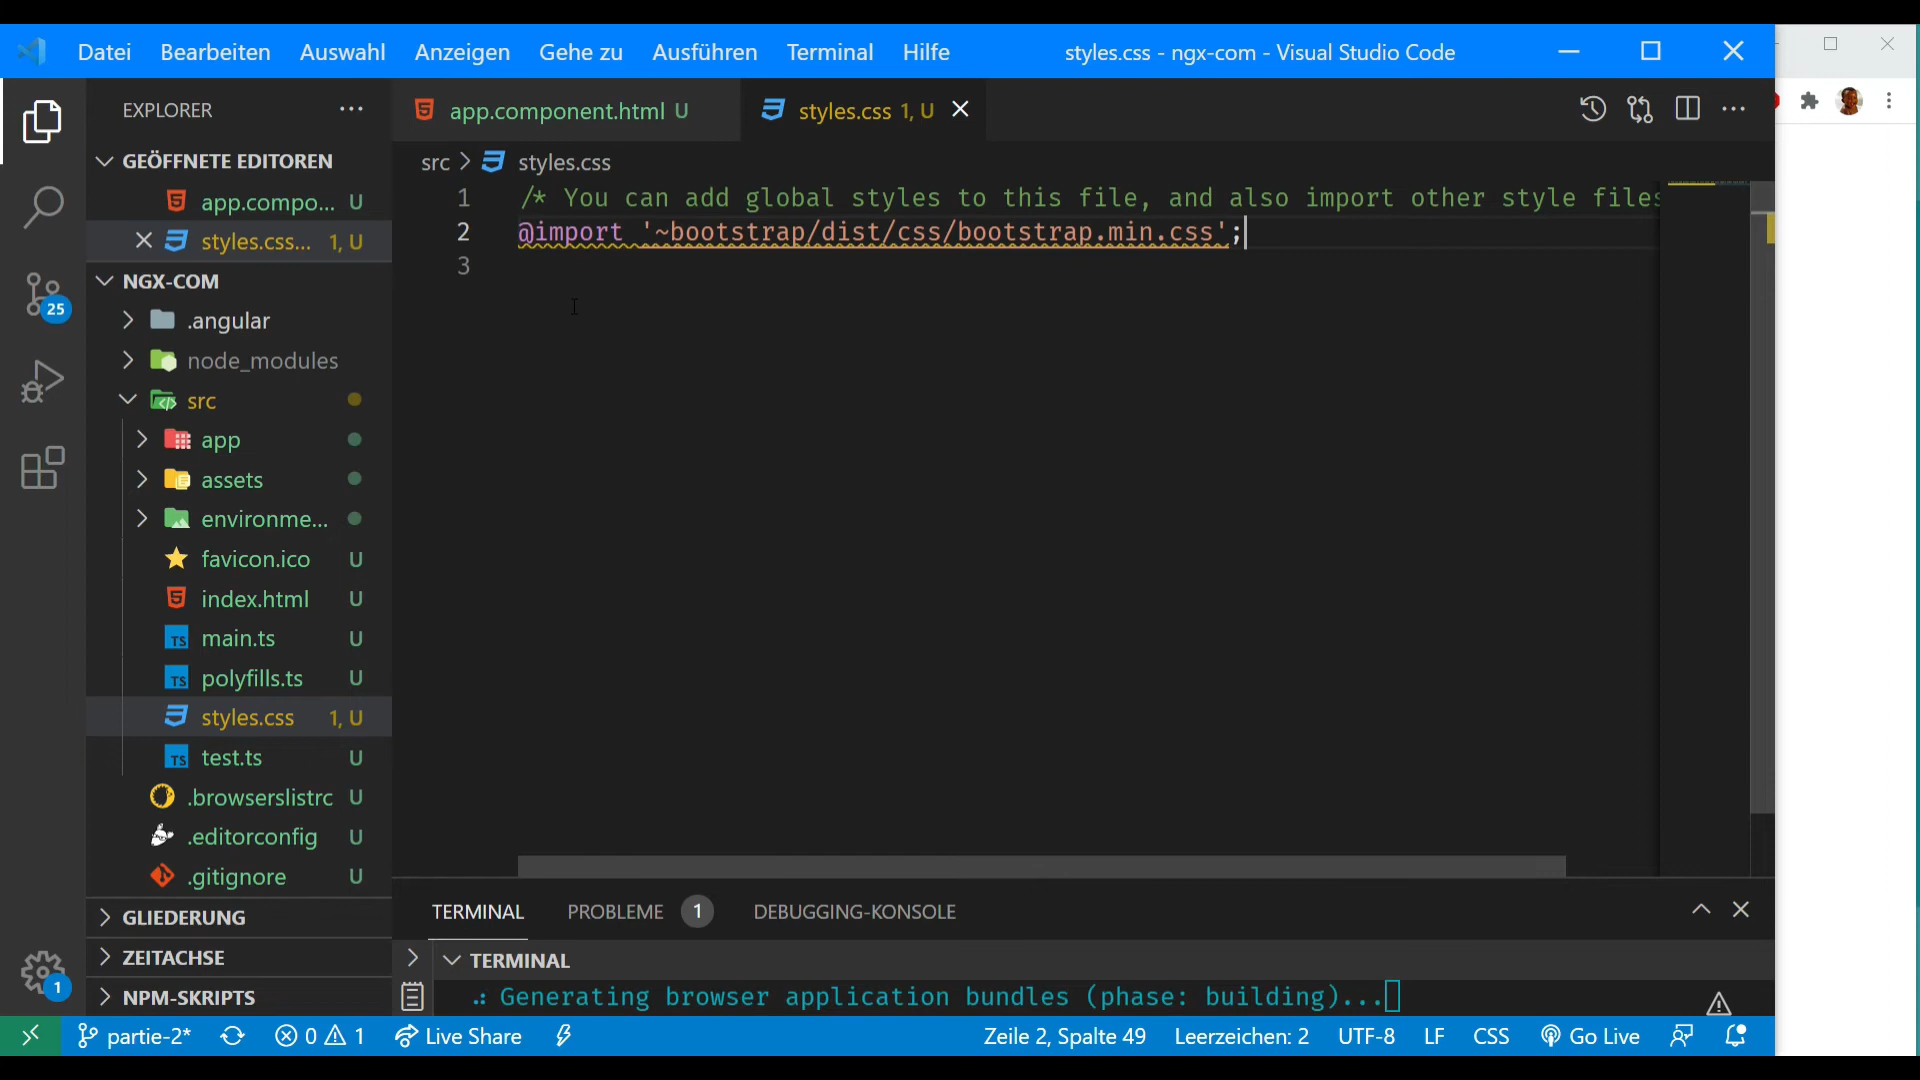 Datei Bearbeiten Auswahl Anzeigen Gehe zu Ausführen Terminal Hilfe styles.css - ngx-com - Visual Studio Code
EXPLORER
app.component.html U
styles.css 1, U
GEÖFFNETE EDITOREN
app.compo... U
styles.css... 1, U
NGX-COM
.angular
node_modules
src
app
assets
environme...
favicon.ico U
index.html U
main.ts U
polyfills.ts U
styles.css 1, U
test.ts U
.browserslistrc U
.editorconfig U
.gitignore U
GLIEDERUNG
ZEITACHSE
NPM-SKRIPTS
25
1
src > styles.css
1 /* You can add global styles to this file, and also import other style files
2 @import '~bootstrap/dist/css/bootstrap.min.css';
3
TERMINAL PROBLEME 1 DEBUGGING-KONSOLE
TERMINAL
.: Generating browser application bundles (phase: building)...
partie-2* 0 1 Live Share Zeile 2, Spalte 49 Leerzeichen: 2 UTF-8 LF CSS Go Live